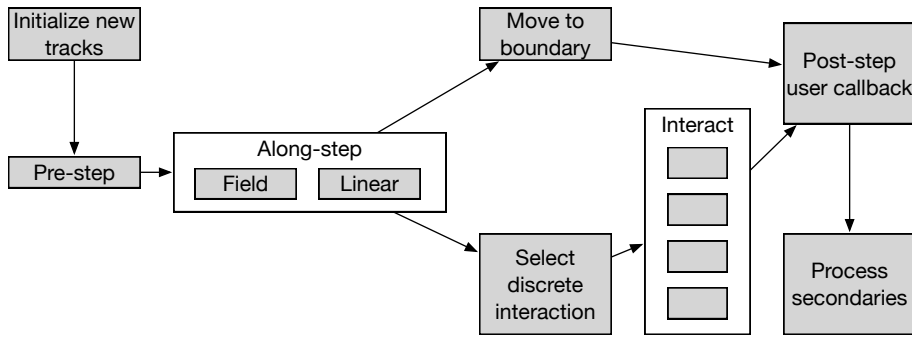 Initialize new
tracks
Pre-step
Along-step
Field
Linear
Move to
boundary
Select
discrete
interaction
Interact
Post-step
user callback
Process
secondaries